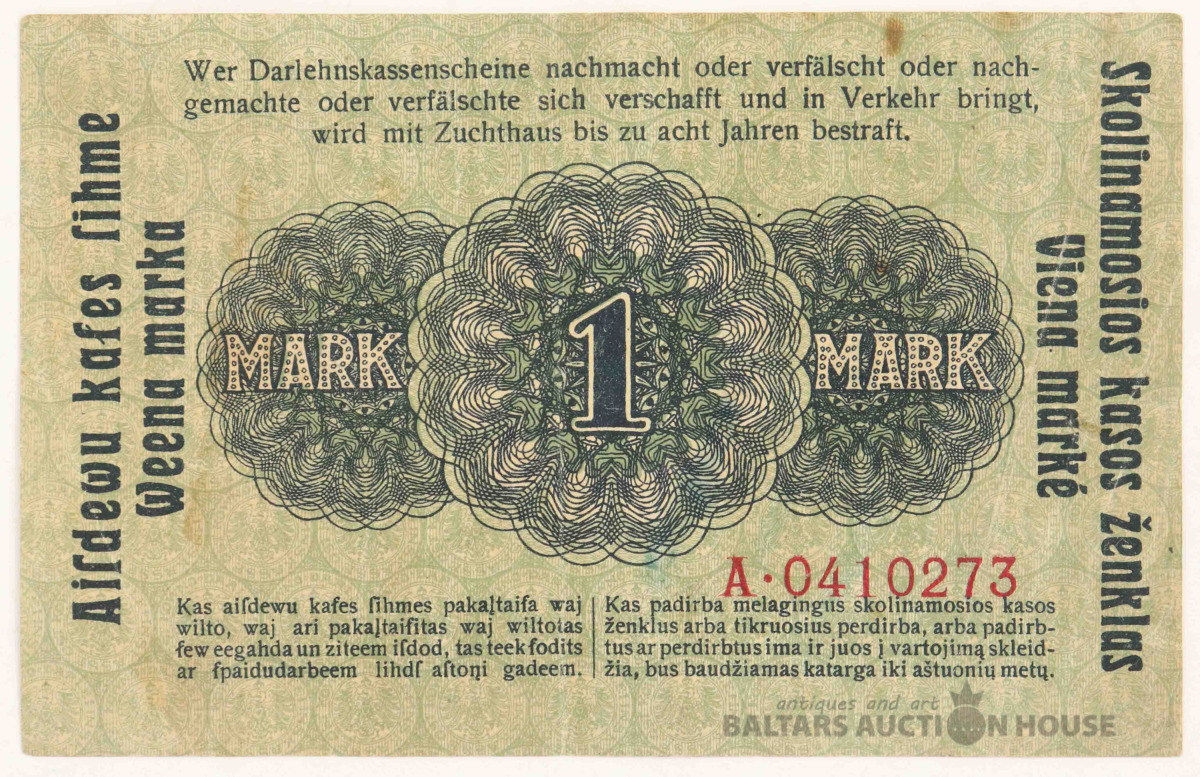 Wer Darlehnskassenscheine nachmacht oder verfälscht oder nach-
gemachte oder verfälschte sich verschafft und in Verkehr bringt,
wird mit Zuchthaus bis zu acht Jahren bestraft.
Aiſdewu kaſes ſihme
Weena marka
MARK
1
MARK
Skolinamosios kasos ženklas
Viena markė
A·0410273
Kas aiſdewu kaſes ſihmes pakaļtaiſa waj
wilto, waj ari pakaļtaiſitas waj wiltotas
ſew eegahda un ziteem iſdod, tas teek ſodits
ar ſpaidudarbeem lihdſ aſtoņi gadeem.
Kas padirba melagingus skolinamosios kasos
ženklus arba tikruosius perdirba, arba padirb-
tus ar perdirbtus ima ir juos į vartojimą skleid-
žia, bus baudžiamas katarga iki aštuonių metų.
antiques and art
BALTARS AUCTION HOUSE